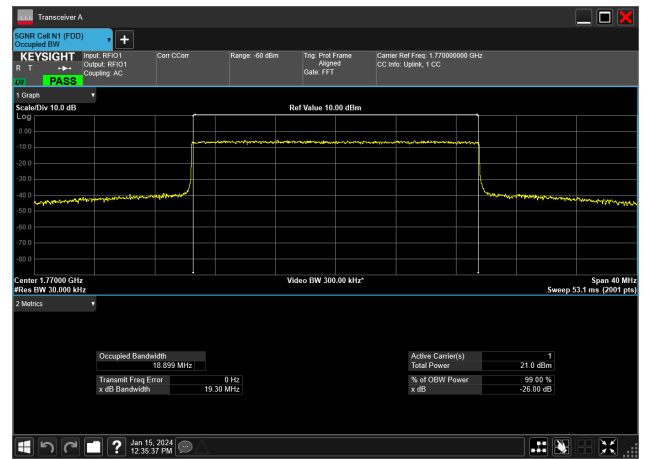 Transceiver A
5GNR Cell N1 (FDD)
Occupied BW
KEYSIGHT
R T
LW
PASS
Input: RFIO1
Output: RFIO1
Coupling: AC
Corr CCorr
Range: -60 dBm
Trig: Prot Frame
Aligned
Gate: FFT
Carrier Ref Freq: 1.770000000 GHz
CC Info: Uplink, 1 CC
1 Graph
Scale/Div 10.0 dB
Ref Value 10.00 dBm
Log
0.00
-10.0
-20.0
-30.0
-40.0
-50.0
-60.0
-70.0
-80.0
Center 1.77000 GHz
Video BW 300.00 kHz*
Span 40 MHz
#Res BW 30.000 kHz
Sweep 53.1 ms (2001 pts)
2 Metrics
Occupied Bandwidth
18.899 MHz
Transmit Freq Error 0 Hz
x dB Bandwidth 19.30 MHz
Active Carrier(s) 1
Total Power 21.0 dBm
% of OBW Power 99.00 %
x dB -26.00 dB
Jan 15, 2024
12:35:37 PM